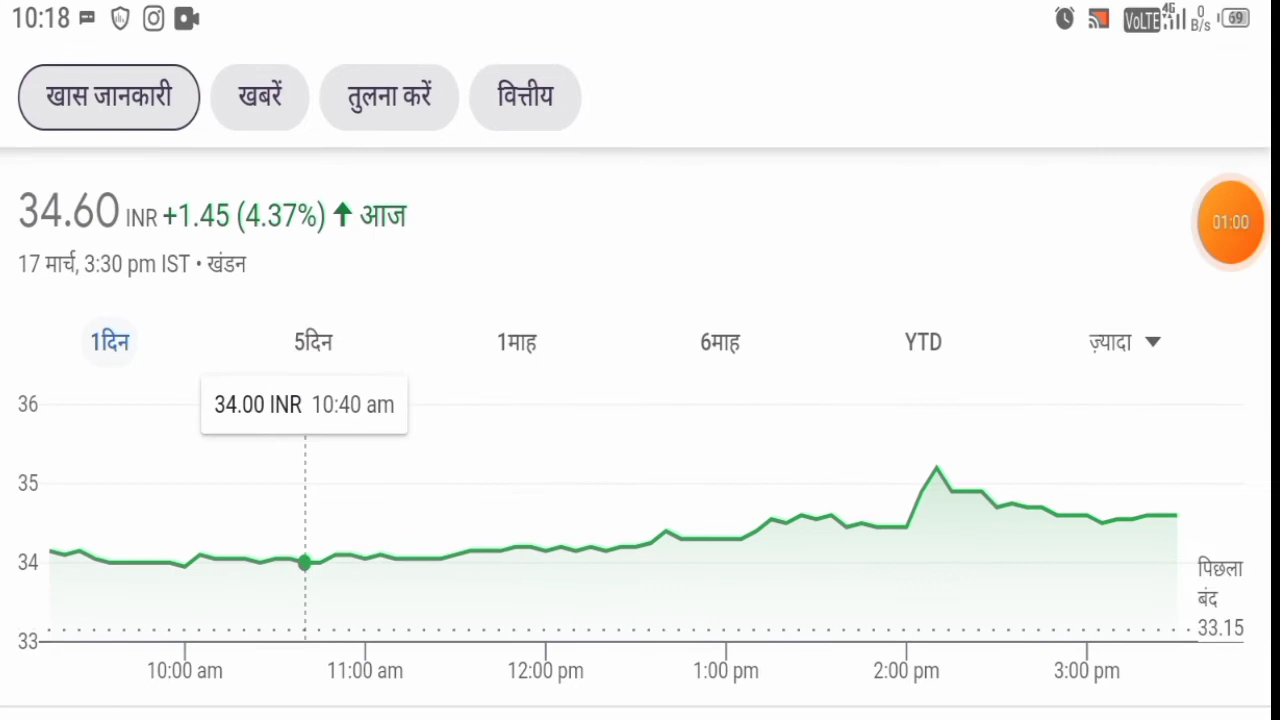 10:18 VoLTE 4G 0 B/s 69
खास जानकारी खबरें तुलना करें वित्तीय
34.60 INR +1.45 (4.37%) ↑ आज
01:00
17 मार्च, 3:30 pm IST • खंडन
1दिन 5दिन 1माह 6माह YTD ज़्यादा
34.00 INR 10:40 am
36
35
34
33
पिछला
बंद
33.15
10:00 am 11:00 am 12:00 pm 1:00 pm 2:00 pm 3:00 pm